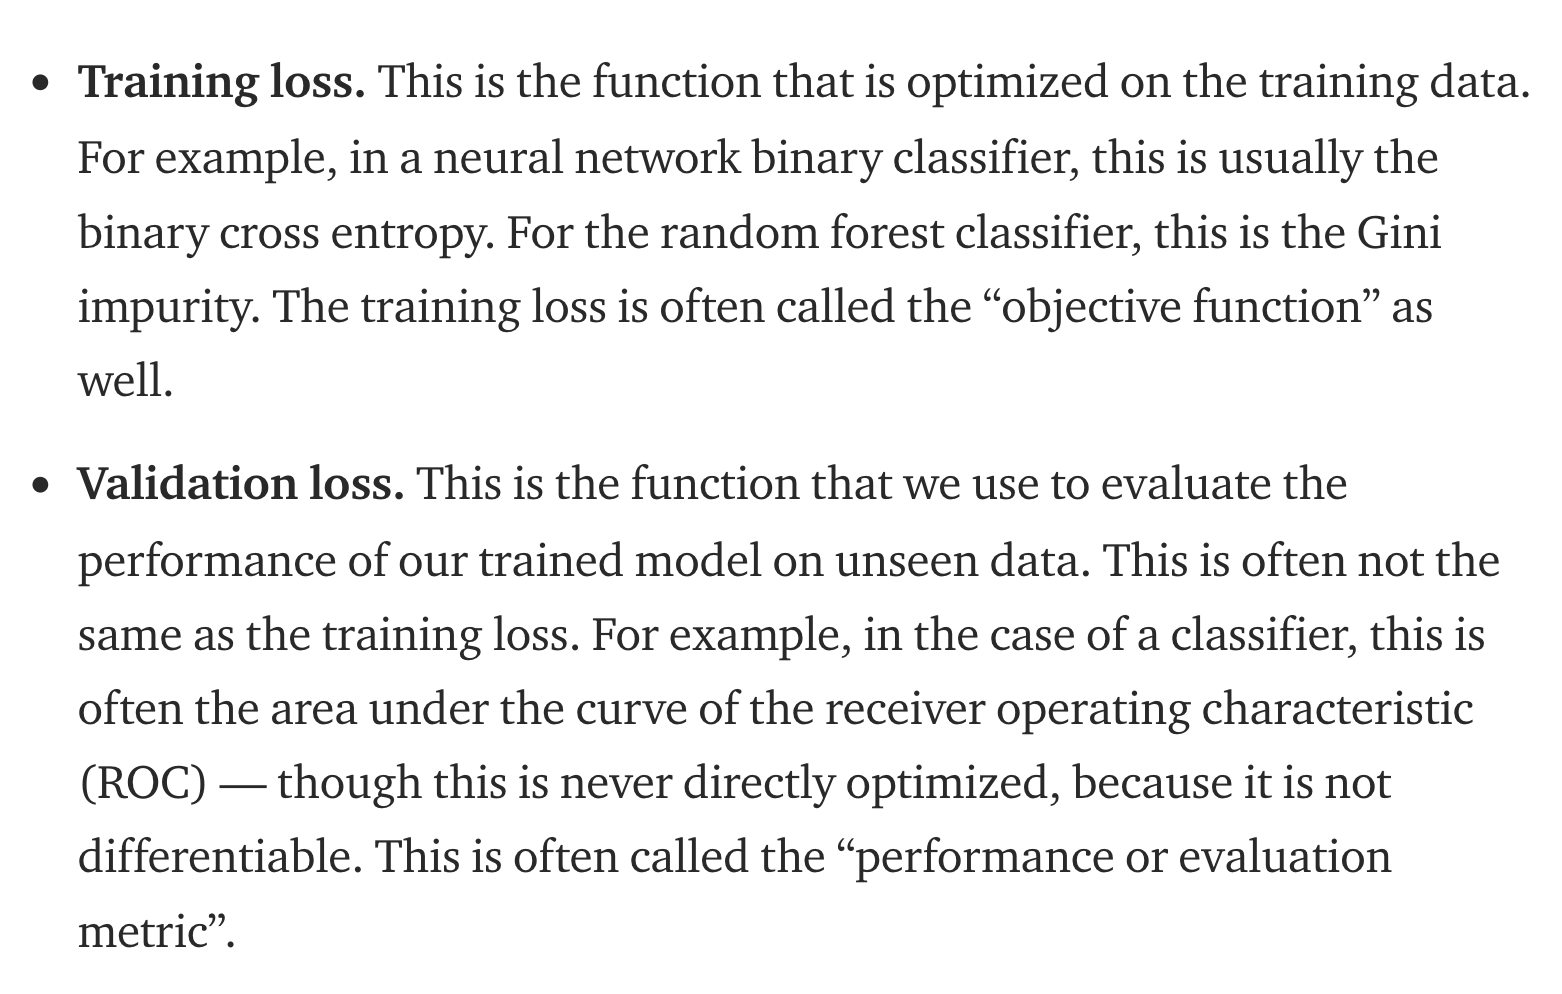 • Training loss. This is the function that is optimized on the training data.
For example, in a neural network binary classifier, this is usually the
binary cross entropy. For the random forest classifier, this is the Gini
impurity. The training loss is often called the “objective function” as
well.
• Validation loss. This is the function that we use to evaluate the
performance of our trained model on unseen data. This is often not the
same as the training loss. For example, in the case of a classifier, this is
often the area under the curve of the receiver operating characteristic
(ROC) — though this is never directly optimized, because it is not
differentiable. This is often called the “performance or evaluation
metric”.